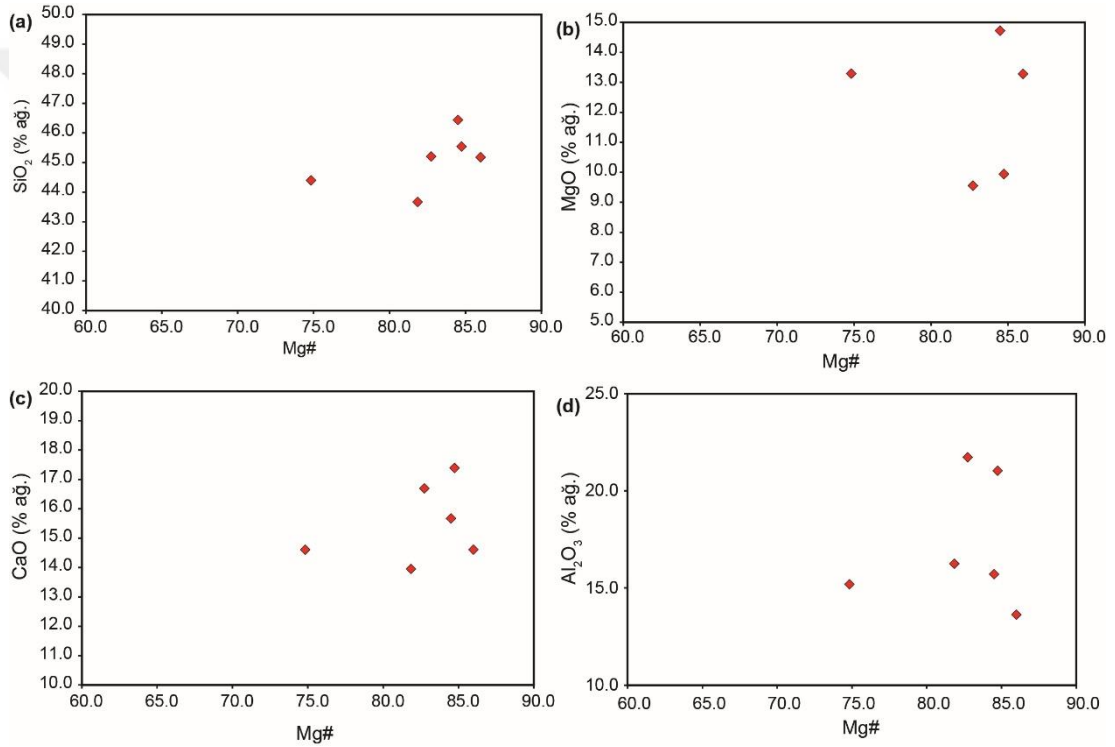 (a)
50.0
49.0
48.0
47.0
46.0
45.0
44.0
43.0
42.0
41.0
40.0
SiO₂ (% ağ.)
60.0 65.0 70.0 75.0 80.0 85.0 90.0
Mg#
(b)
15.0
14.0
13.0
12.0
11.0
10.0
9.0
8.0
7.0
6.0
5.0
MgO (% ağ.)
60.0 65.0 70.0 75.0 80.0 85.0 90.0
Mg#
(c)
20.0
19.0
18.0
17.0
16.0
15.0
14.0
13.0
12.0
11.0
10.0
CaO (% ağ.)
60.0 65.0 70.0 75.0 80.0 85.0 90.0
Mg#
(d)
25.0
20.0
15.0
10.0
Al₂O₃ (% ağ.)
60.0 65.0 70.0 75.0 80.0 85.0 90.0
Mg#